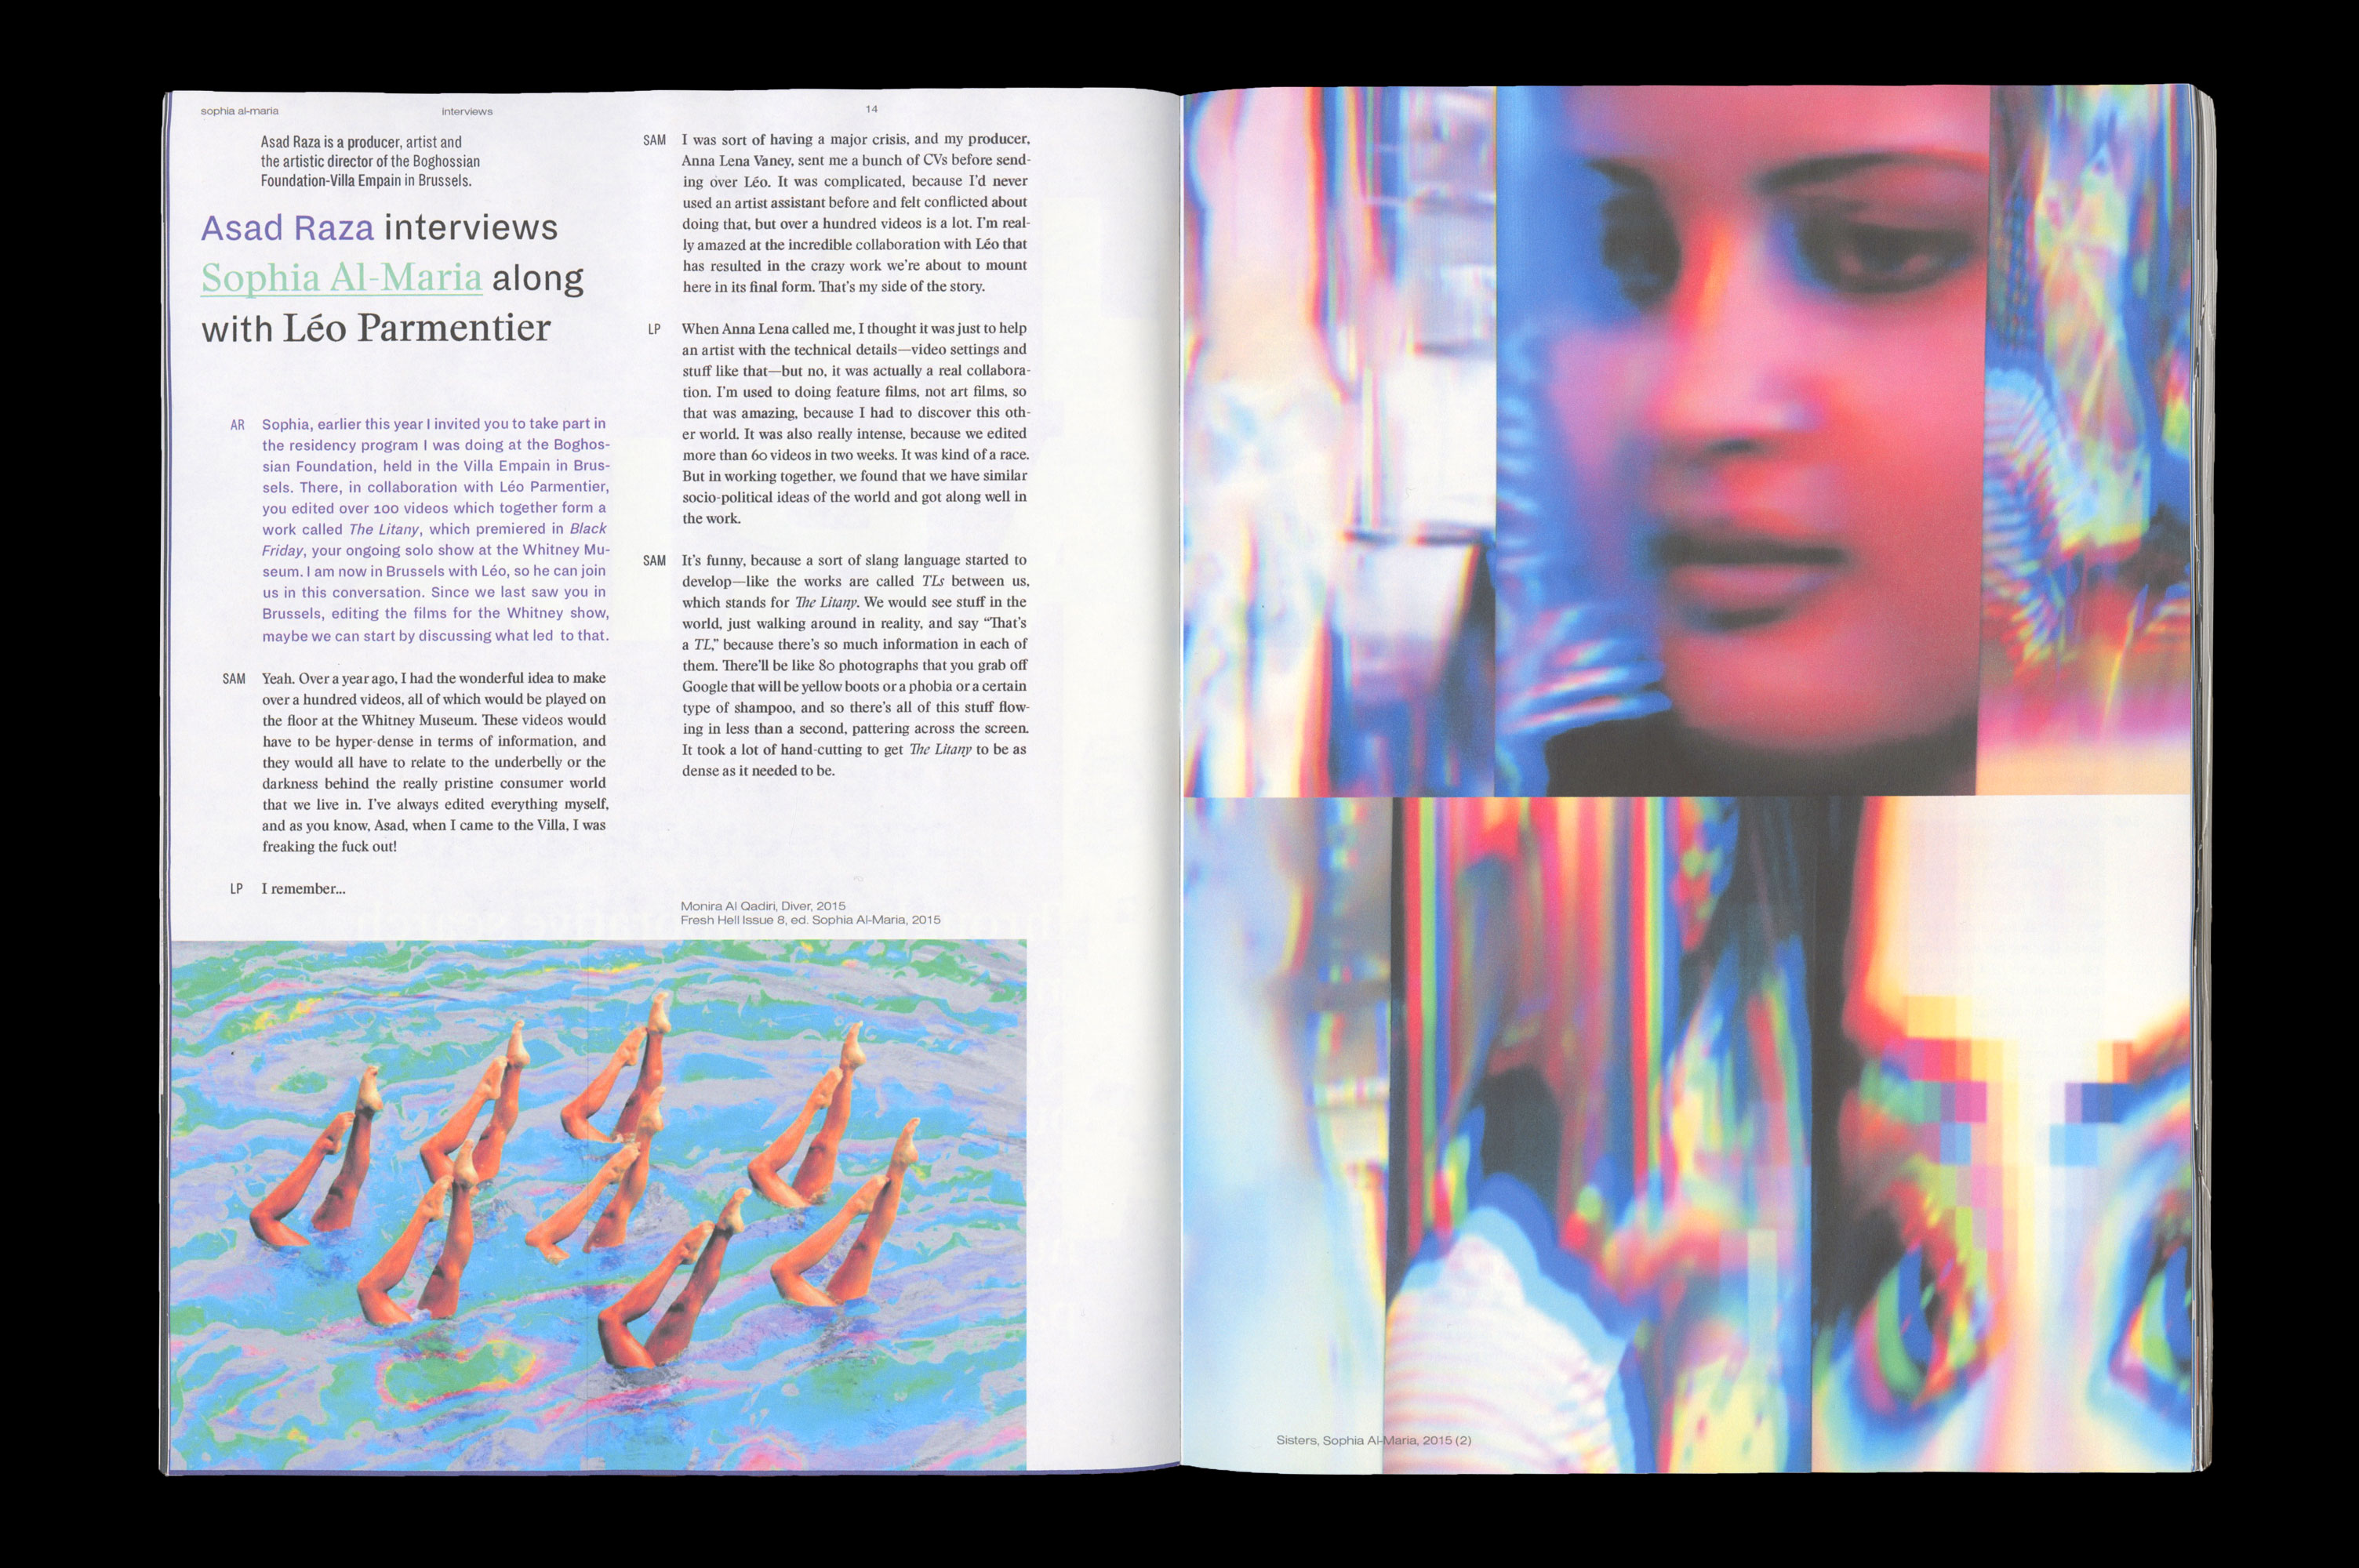 sophia al-maria
interviews
14
Asad Raza is a producer, artist and
the artistic director of the Boghossian
Foundation-Villa Empain in Brussels.
Asad Raza interviews
Sophia Al-Maria along
with Léo Parmentier
AR Sophia, earlier this year I invited you to take part in
the residency program I was doing at the Boghos-
sian Foundation, held in the Villa Empain in Brus-
sels. There, in collaboration with Léo Parmentier,
you edited over 100 videos which together form a
work called The Litany, which premiered in Black
Friday, your ongoing solo show at the Whitney Mu-
seum. I am now in Brussels with Léo, so he can join
us in this conversation. Since we last saw you in
Brussels, editing the films for the Whitney show,
maybe we can start by discussing what led to that.
SAM Yeah. Over a year ago, I had the wonderful idea to make
over a hundred videos, all of which would be played on
the floor at the Whitney Museum. These videos would
have to be hyper-dense in terms of information, and
they would all have to relate to the underbelly or the
darkness behind the really pristine consumer world
that we live in. I've always edited everything myself,
and as you know, Asad, when I came to the Villa, I was
freaking the fuck out!
LP I remember...
SAM I was sort of having a major crisis, and my producer,
Anna Lena Vaney, sent me a bunch of CVs before send-
ing over Léo. It was complicated, because I'd never
used an artist assistant before and felt conflicted about
doing that, but over a hundred videos is a lot. I'm real-
ly amazed at the incredible collaboration with Léo that
has resulted in the crazy work we're about to mount
here in its final form. That's my side of the story.
LP When Anna Lena called me, I thought it was just to help
an artist with the technical details—video settings and
stuff like that—but no, it was actually a real collabora-
tion. I'm used to doing feature films, not art films, so
that was amazing, because I had to discover this oth-
er world. It was also really intense, because we edited
more than 60 videos in two weeks. It was kind of a race.
But in working together, we found that we have similar
socio-political ideas of the world and got along well in
the work.
SAM It's funny, because a sort of slang language started to
develop—like the works are called TLs between us,
which stands for The Litany. We would see stuff in the
world, just walking around in reality, and say “That's
a TL,” because there's so much information in each of
them. There'll be like 80 photographs that you grab off
Google that will be yellow boots or a phobia or a certain
type of shampoo, and so there's all of this stuff flow-
ing in less than a second, pattering across the screen.
It took a lot of hand-cutting to get The Litany to be as
dense as it needed to be.
Monira Al Qadiri, Diver, 2015
Fresh Hell Issue 8, ed. Sophia Al-Maria, 2015
Sisters, Sophia Al-Maria, 2015 (2)